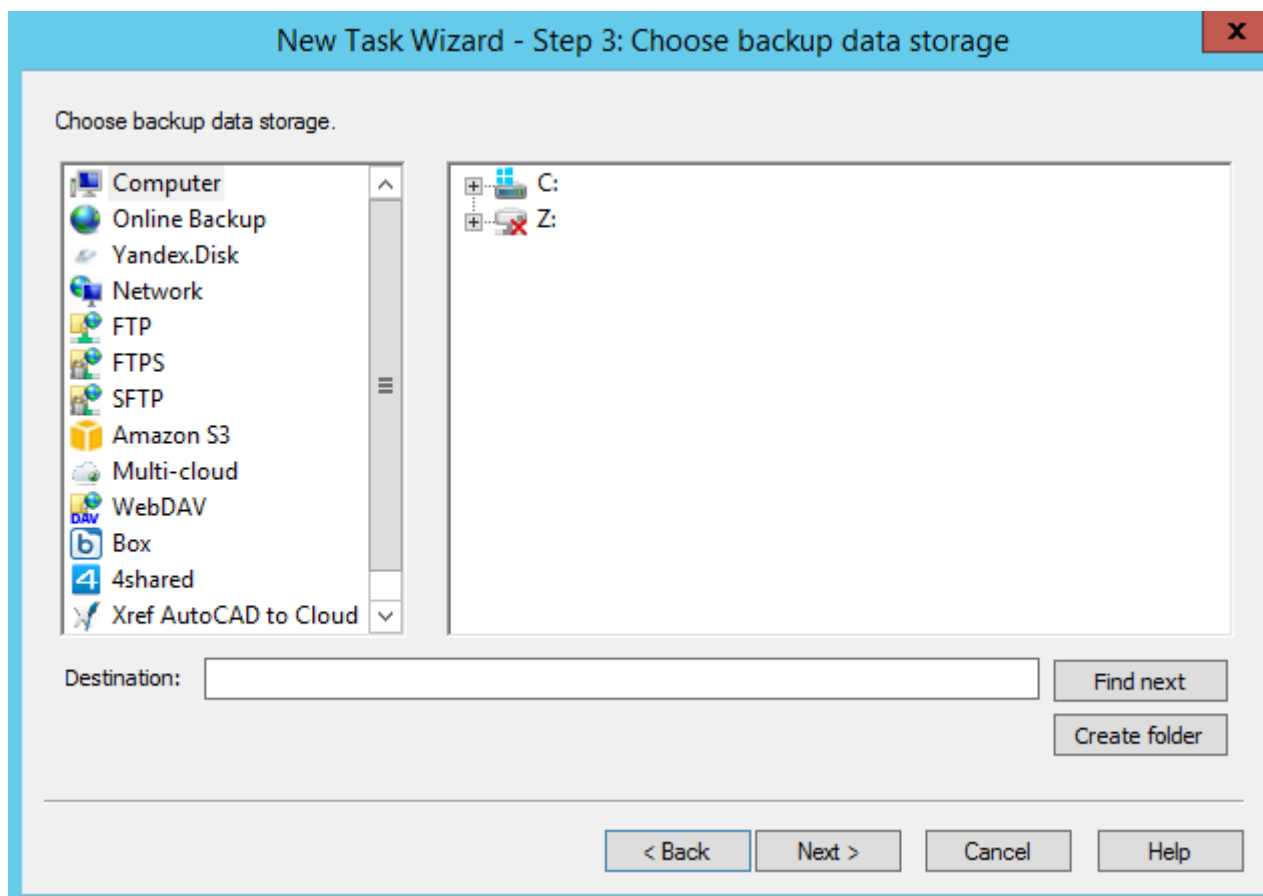 New Task Wizard - Step 3: Choose backup data storage
x
Choose backup data storage.
Computer
Online Backup
Yandex.Disk
Network
FTP
FTPS
SFTP
Amazon S3
Multi-cloud
DAV WebDAV
b Box
4 4shared
Xref AutoCAD to Cloud
C:
Z:
Destination:
Find next
Create folder
< Back
Next >
Cancel
Help